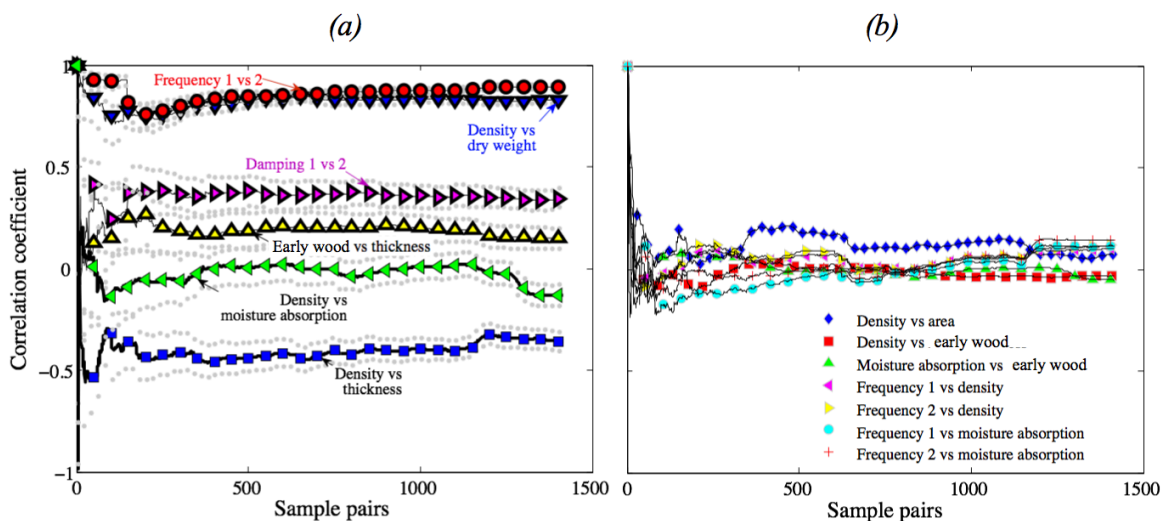 (a)
(b)
1
0.5
0
-0.5
-1
Correlation coefficient
Frequency 1 vs 2
Density vs
dry weight
Damping 1 vs 2
Early wood vs thickness
Density vs
moisture absorption
Density vs
thickness
0
500
1000
1500
Sample pairs
Density vs area
Density vs early wood
Moisture absorption vs early wood
Frequency 1 vs density
Frequency 2 vs density
Frequency 1 vs moisture absorption
Frequency 2 vs moisture absorption
0
500
1000
1500
Sample pairs